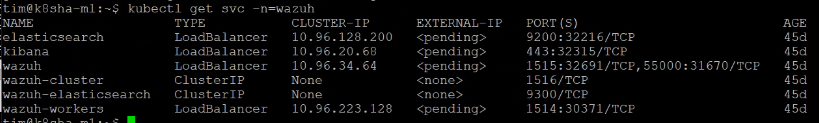 tim@k8sha-m1:~$ kubectl get svc -n=wazuh
NAME TYPE CLUSTER-IP EXTERNAL-IP PORT(S) AGE
elasticsearch LoadBalancer 10.96.128.200 <pending> 9200:32216/TCP 45d
kibana LoadBalancer 10.96.20.68 <pending> 443:32315/TCP 45d
wazuh LoadBalancer 10.96.34.64 <pending> 1515:32691/TCP,55000:31670/TCP 45d
wazuh-cluster ClusterIP None <none> 1516/TCP 45d
wazuh-elasticsearch ClusterIP None <none> 9300/TCP 45d
wazuh-workers LoadBalancer 10.96.223.128 <pending> 1514:30371/TCP 45d
tim@k8sha-m1:~$